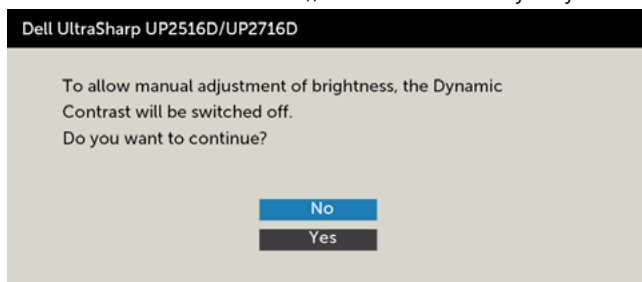 Dell UltraSharp UP2516D/UP2716D
To allow manual adjustment of brightness, the Dynamic
Contrast will be switched off.
Do you want to continue?
No
Yes